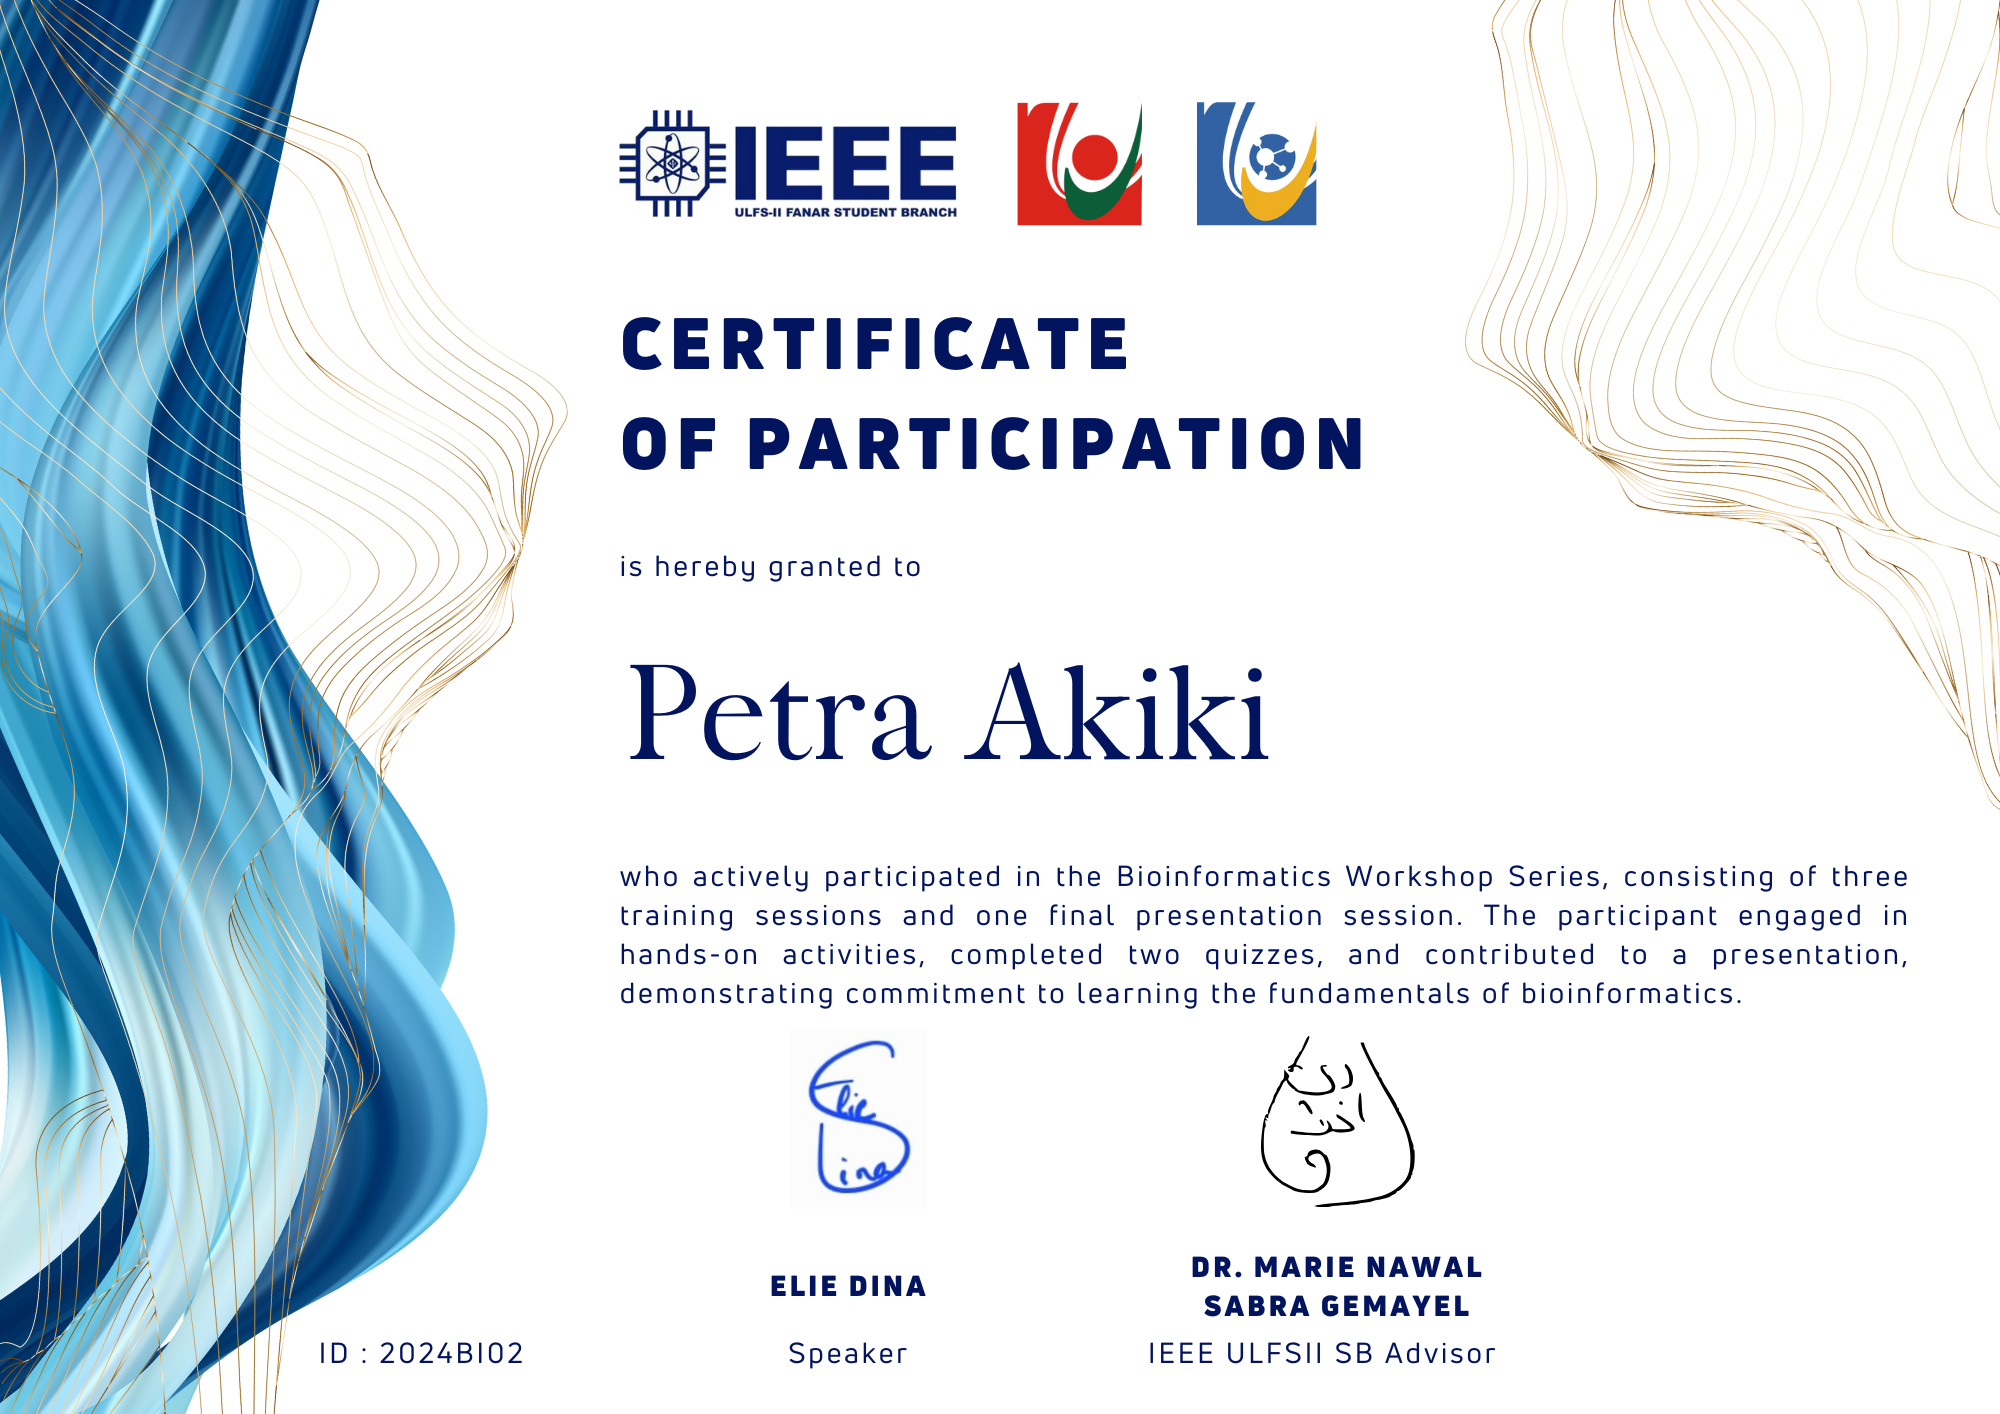 IEEE
ULFS-II FANAR STUDENT BRANCH
CERTIFICATE
OF PARTICIPATION
is hereby granted to
Petra Akiki
who actively participated in the Bioinformatics Workshop Series, consisting of three
training sessions and one final presentation session. The participant engaged in
hands-on activities, completed two quizzes, and contributed to a presentation,
demonstrating commitment to learning the fundamentals of bioinformatics.
Elie
Dina
ELIE DINA
Speaker
DR. MARIE NAWAL
SABRA GEMAYEL
IEEE ULFSII SB Advisor
ID : 2024BI02